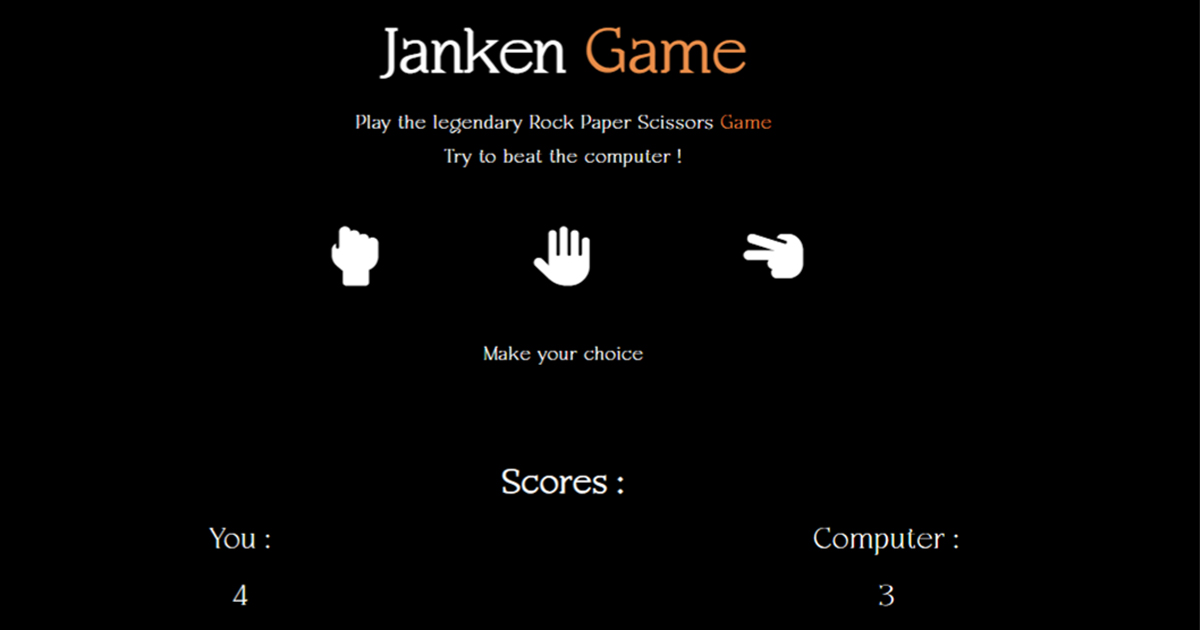 Janken Game
Play the legendary Rock Paper Scissors Game
Try to beat the computer !
Make your choice
Scores :
You :
Computer :
4
3